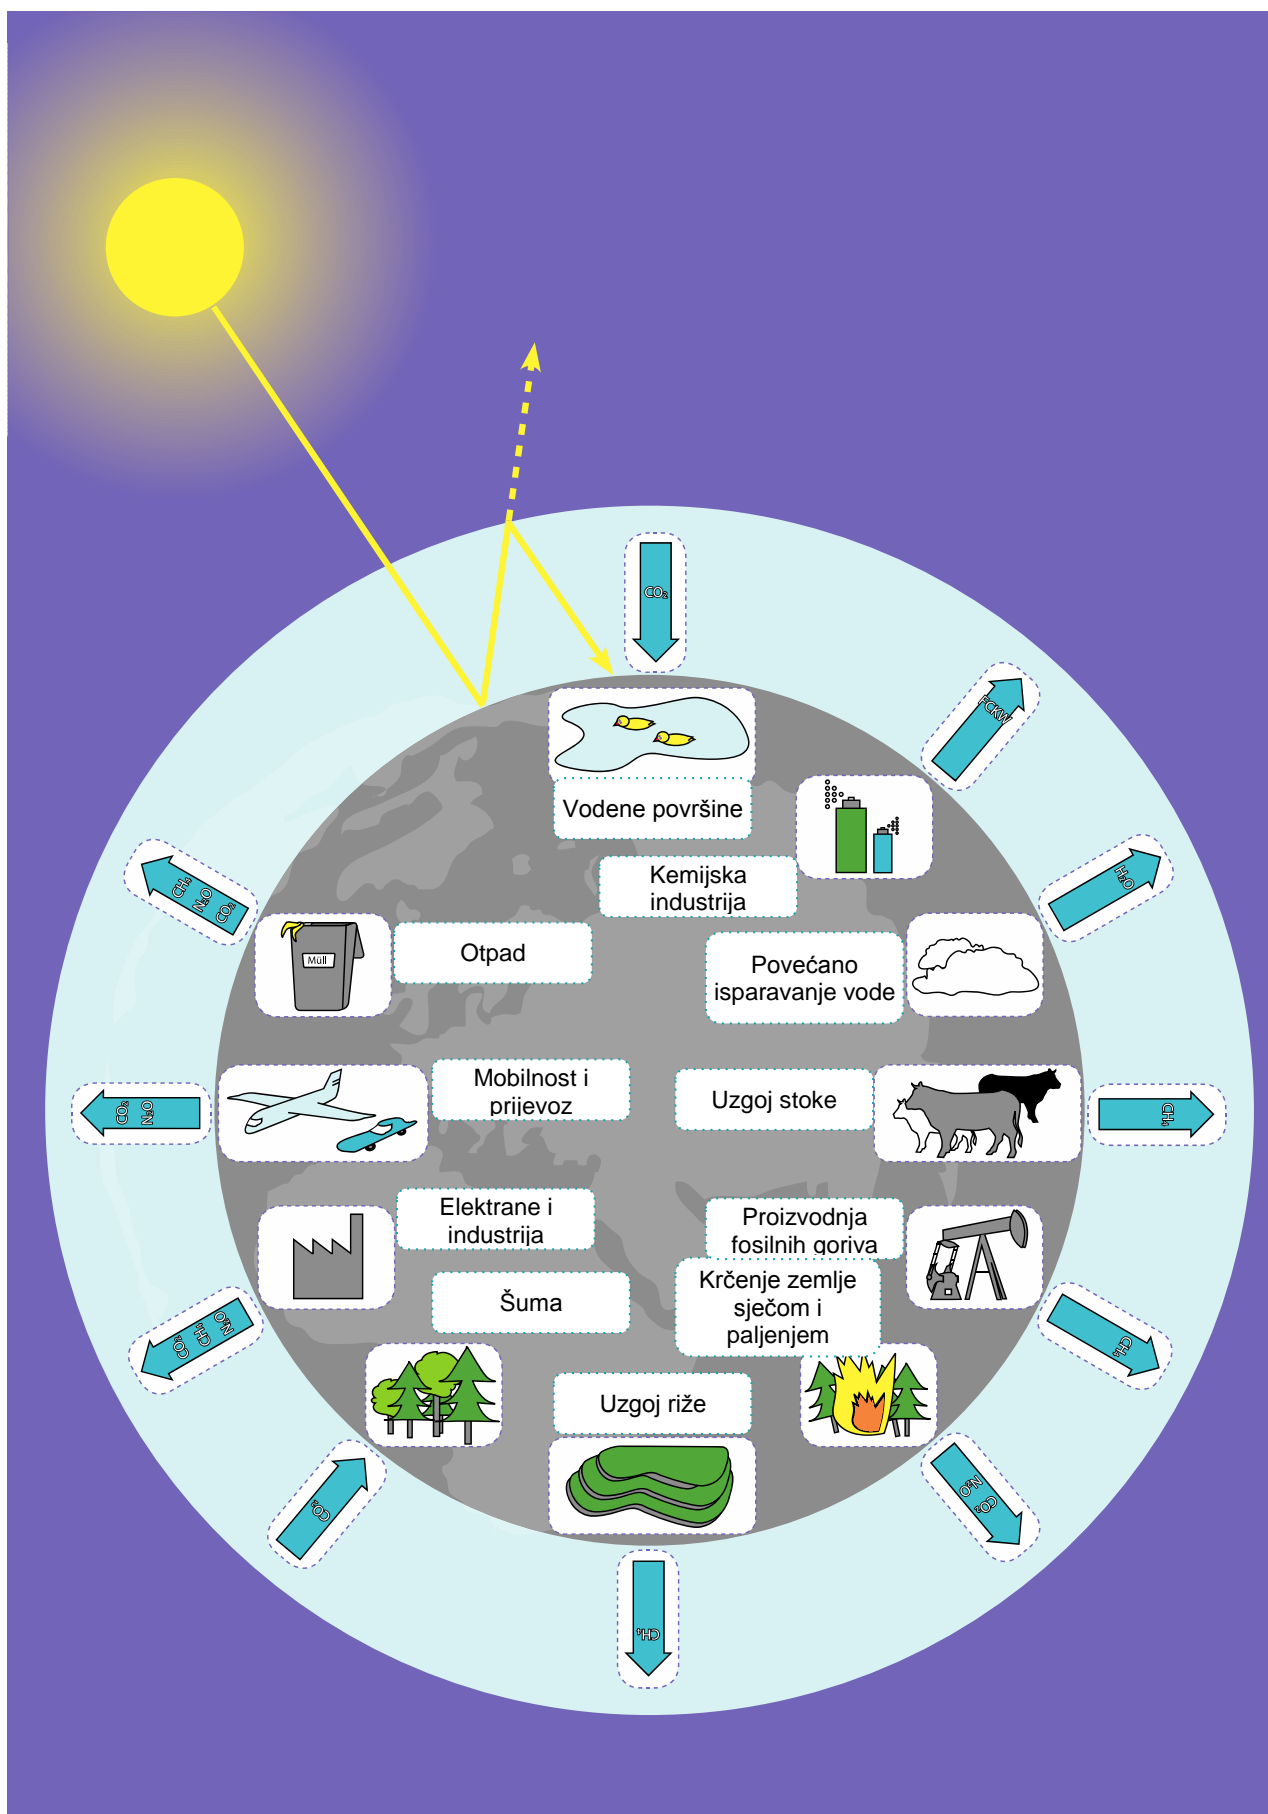 CO₂
FCKW
Vodene površine
Kemijska
industrija
H₂O
CH₄
N₂O
CO₂
Müll
Otpad
Povećano
isparavanje vode
CO₂
N₂O
Mobilnost i
prijevoz
Uzgoj stoke
CH₄
Elektrane i
industrija
Proizvodnja
fosilnih goriva
N₂O
CH₄
CO₂
Šuma
Krčenje zemlje
sječom i
paljenjem
CH₄
Uzgoj riže
CO₂
CO₂
N₂O
CH₄